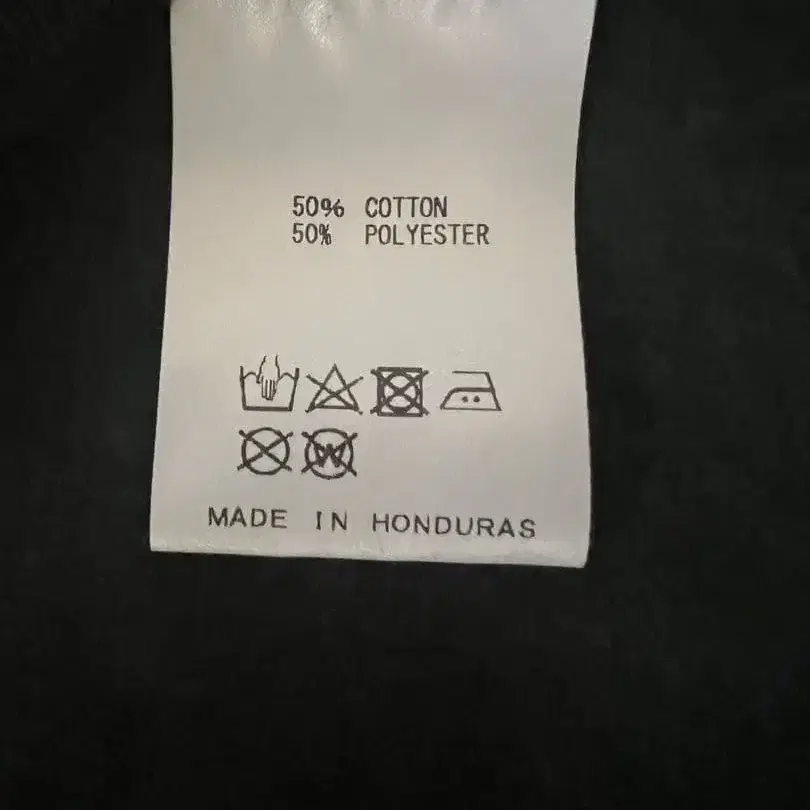 50% COTTON
50% POLYESTER
W
MADE IN HONDURAS